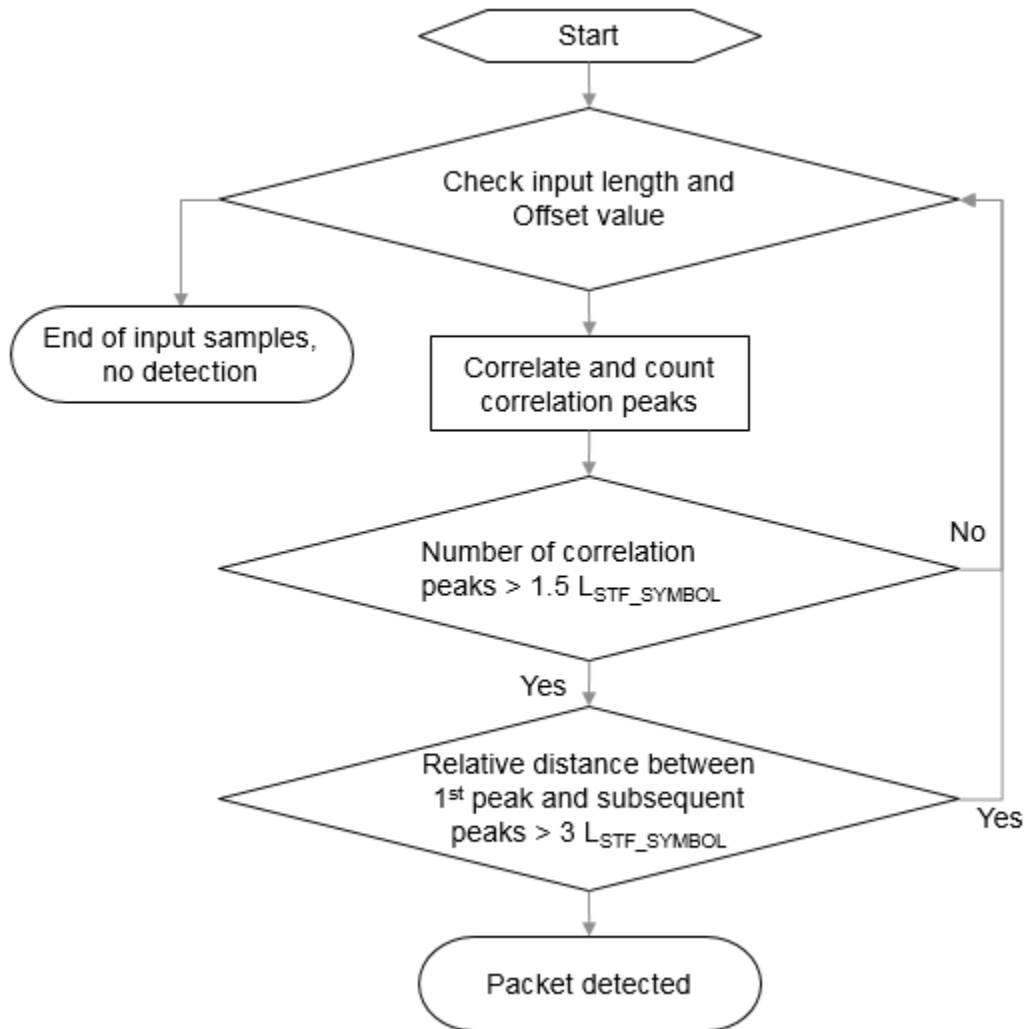 Start
Check input length and
Offset value
End of input samples,
no detection
Correlate and count
correlation peaks
Number of correlation
peaks > 1.5 L_STF_SYMBOL
No
Yes
Relative distance between
1st peak and subsequent
peaks > 3 L_STF_SYMBOL
Yes
Packet detected